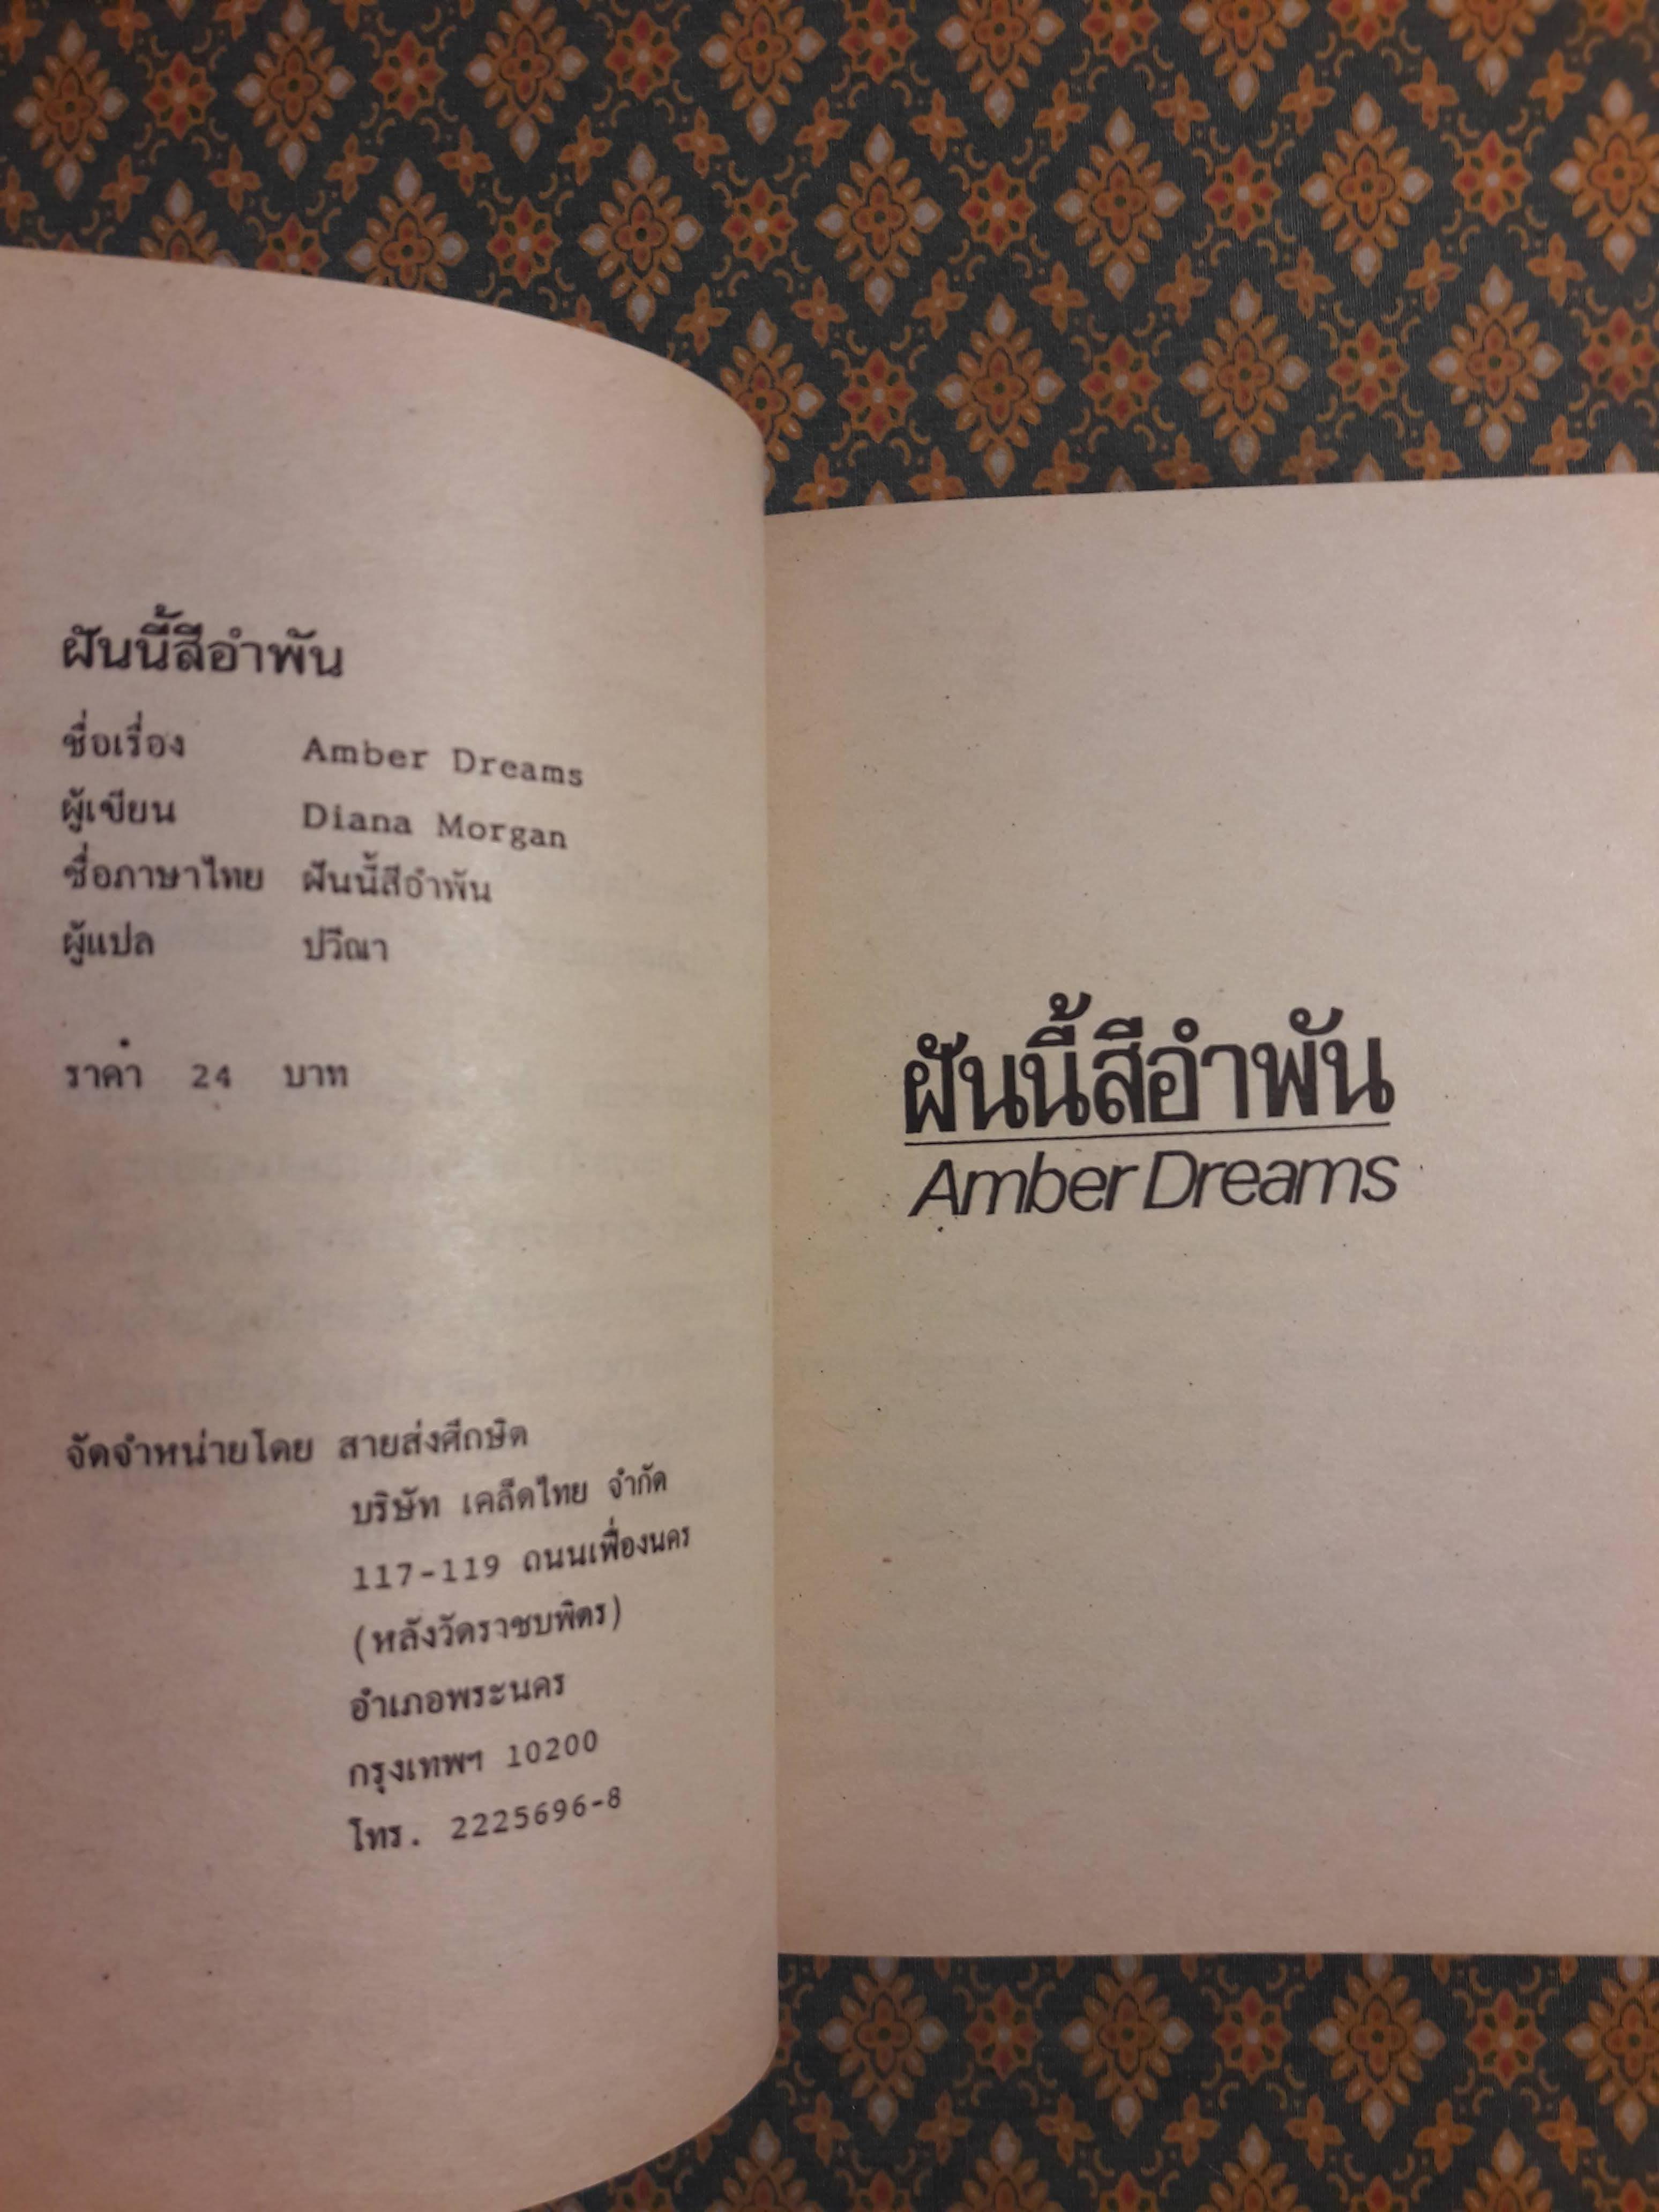 ฝันนี้สีอำพัน
ชื่อเรื่อง Amber Dreams
ผู้เขียน Diana Morgan
ชื่อภาษาไทย ฝันนี้สีอำพัน
ผู้แปล ปวีณา
ราคา 24 บาท
จัดจำหน่ายโดย สายส่งศึกษิต
บริษัท เคล็ดไทย จำกัด
117-119 ถนนเฟื่องนคร
(หลังวัดราชบพิตร)
อำเภอพระนคร
กรุงเทพฯ 10200
โทร. 2225696-8
ฝันนี้สีอำพัน
Amber Dreams